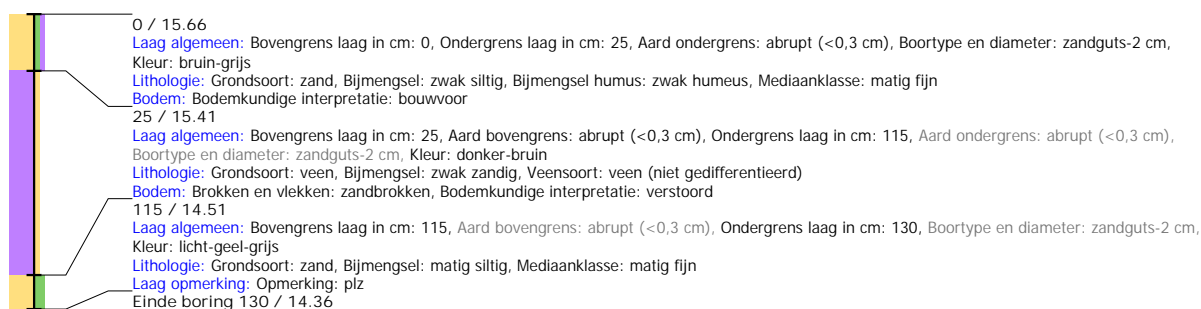 0 / 15.66
Laag algemeen: Bovengrens laag in cm: 0, Ondergrens laag in cm: 25, Aard ondergrens: abrupt (<0,3 cm), Boortype en diameter: zandguts-2 cm,
Kleur: bruin-grijs
Lithologie: Grondsoort: zand, Bijmengsel: zwak siltig, Bijmengsel humus: zwak humeus, Mediaanklasse: matig fijn
Bodem: Bodemkundige interpretatie: bouwvoor
25 / 15.41
Laag algemeen: Bovengrens laag in cm: 25, Aard bovengrens: abrupt (<0,3 cm), Ondergrens laag in cm: 115, Aard ondergrens: abrupt (<0,3 cm),
Boortype en diameter: zandguts-2 cm, Kleur: donker-bruin
Lithologie: Grondsoort: veen, Bijmengsel: zwak zandig, Veensoort: veen (niet gedifferentieerd)
Bodem: Brokken en vlekken: zandbrokken, Bodemkundige interpretatie: verstoord
115 / 14.51
Laag algemeen: Bovengrens laag in cm: 115, Aard bovengrens: abrupt (<0,3 cm), Ondergrens laag in cm: 130, Boortype en diameter: zandguts-2 cm,
Kleur: licht-geel-grijs
Lithologie: Grondsoort: zand, Bijmengsel: matig siltig, Mediaanklasse: matig fijn
Laag opmerking: Opmerking: plz
Einde boring 130 / 14.36